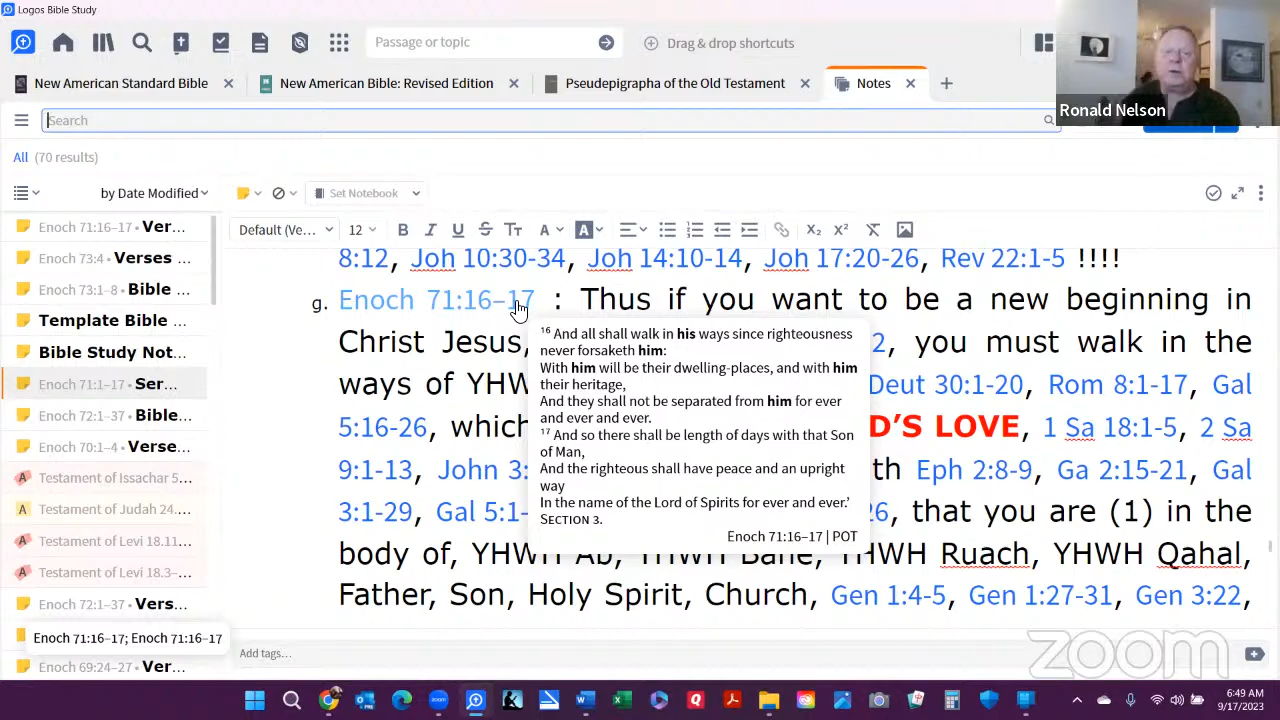 Logos Bible Study
Passage or topic
Drag & drop shortcuts
New American Standard Bible
New American Bible: Revised Edition
Pseudepigrapha of the Old Testament
Notes
Ronald Nelson
Search
All (70 results)
by Date Modified
Set Notebook
Default (Ve...
12
Enoch 71:16–17 • Ver...
Enoch 73:4 • Verses ...
Enoch 73:1–8 • Bible ...
Template Bible ...
Bible Study Not...
Enoch 71:1–17 • Ser...
Enoch 72:1–37 • Bible...
Enoch 70:1–4 • Verse...
Testament of Issachar 5...
Testament of Judah 24...
Testament of Levi 18.11...
Testament of Levi 18.3–...
Enoch 72:1–37 • Vers...
Enoch 71:16–17; Enoch 71:16–17
Enoch 69:24–27 • Ver...
8:12, Joh 10:30-34, Joh 14:10-14, Joh 17:20-26, Rev 22:1-5 !!!!
g. Enoch 71:16–17 : Thus if you want to be a new beginning in
Christ Jesus, 2, you must walk in the
ways of YHW Deut 30:1-20, Rom 8:1-17, Gal
5:16-26, which D’S LOVE, 1 Sa 18:1-5, 2 Sa
9:1-13, John 3: th Eph 2:8-9, Ga 2:15-21, Gal
3:1-29, Gal 5:1- 26, that you are (1) in the
body of, YHWH Ab, YHWH Bane, YHWH Ruach, YHWH Qahal,
Father, Son, Holy Spirit, Church, Gen 1:4-5, Gen 1:27-31, Gen 3:22,
16 And all shall walk in his ways since righteousness
never forsaketh him:
With him will be their dwelling-places, and with him
their heritage,
And they shall not be separated from him for ever
and ever and ever.
17 And so there shall be length of days with that Son
of Man,
And the righteous shall have peace and an upright
way
In the name of the Lord of Spirits for ever and ever.’
SECTION 3.
Enoch 71:16–17 | POT
Add tags...
zoom
6:49 AM
9/17/2023